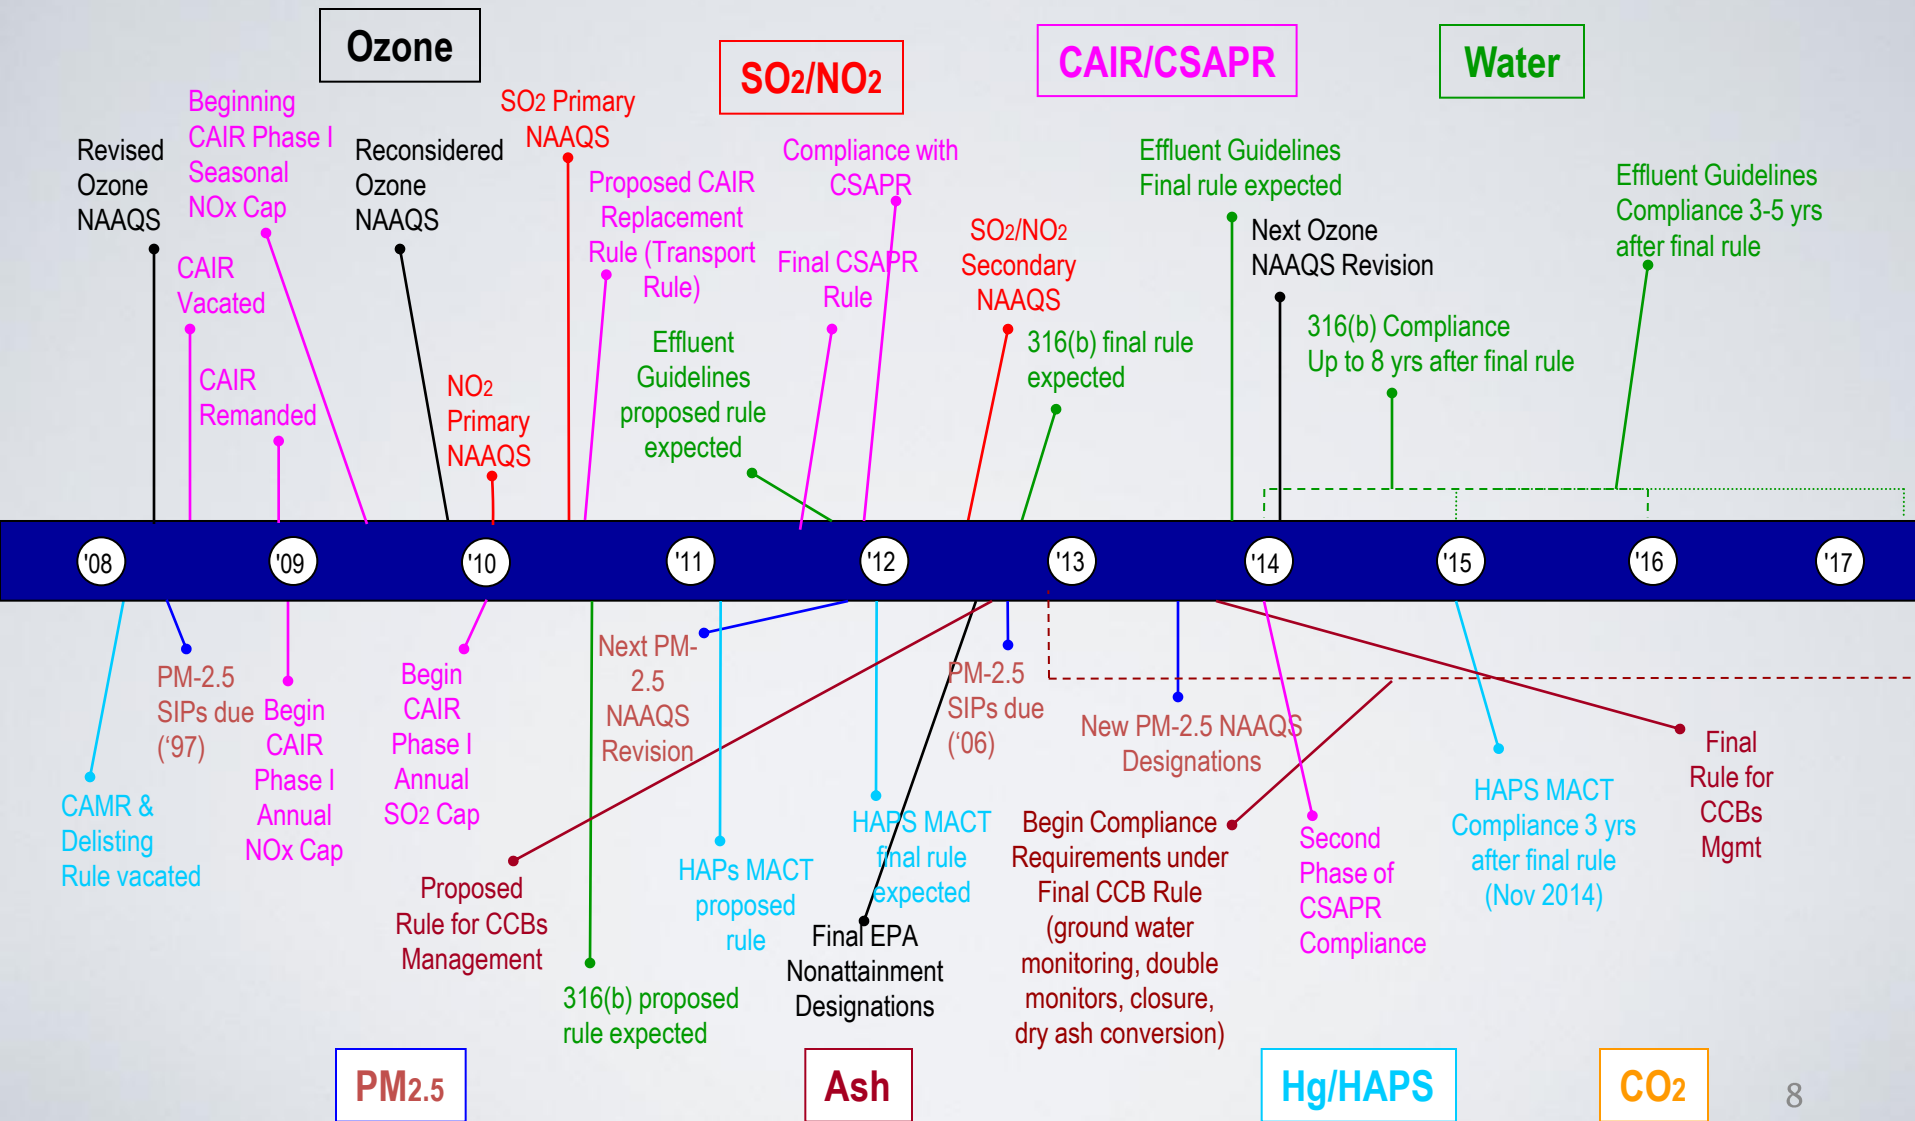 Ozone
SO2/NO2
CAIR/CSAPR
Water
Revised
Ozone
NAAQS
Beginning
CAIR Phase I
Seasonal
NOx Cap
CAIR
Vacated
CAIR
Remanded
Reconsidered
Ozone
NAAQS
NO2
Primary
NAAQS
SO2 Primary
NAAQS
Proposed CAIR
Replacement
Rule (Transport
Rule)
Effluent
Guidelines
proposed rule
expected
Compliance with
CSAPR
Final CSAPR
Rule
SO2/NO2
Secondary
NAAQS
316(b) final rule
expected
Effluent Guidelines
Final rule expected
Next Ozone
NAAQS Revision
316(b) Compliance
Up to 8 yrs after final rule
Effluent Guidelines
Compliance 3-5 yrs
after final rule
'08
'09
'10
'11
'12
'13
'14
'15
'16
'17
CAMR &
Delisting
Rule vacated
PM-2.5
SIPs due
(‘97)
Begin
CAIR
Phase I
Annual
NOx Cap
Begin
CAIR
Phase I
Annual
SO2 Cap
Proposed
Rule for CCBs
Management
316(b) proposed
rule expected
Next PM-
2.5
NAAQS
Revision
HAPs MACT
proposed
rule
HAPS MACT
final rule
expected
Final EPA
Nonattainment
Designations
PM-2.5
SIPs due
(‘06)
New PM-2.5 NAAQS
Designations
Begin Compliance
Requirements under
Final CCB Rule
(ground water
monitoring, double
monitors, closure,
dry ash conversion)
Second
Phase of
CSAPR
Compliance
HAPS MACT
Compliance 3 yrs
after final rule
(Nov 2014)
Final
Rule for
CCBs
Mgmt
PM2.5
Ash
Hg/HAPS
CO2
8